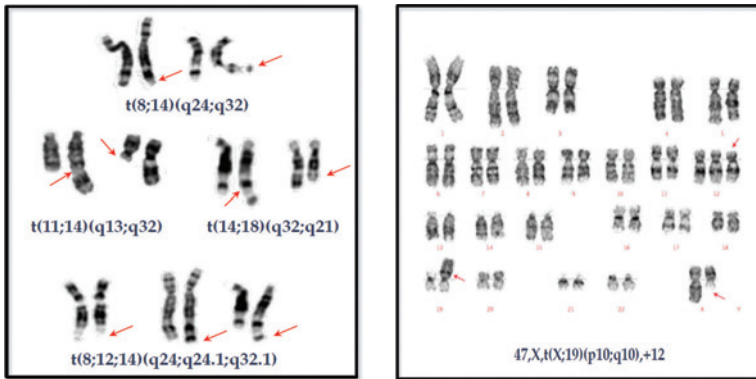 t(8;14)(q24;q32)
t(11;14)(q13;q32)
t(14;18)(q32;q21)
t(8;12;14)(q24;q24.1;q32.1)
1 2 3 4 5
6 7 8 9 10 11 12
13 14 15 16 17 18
19 20 21 22 X Y
47,X,t(X;19)(p10;q10),+12